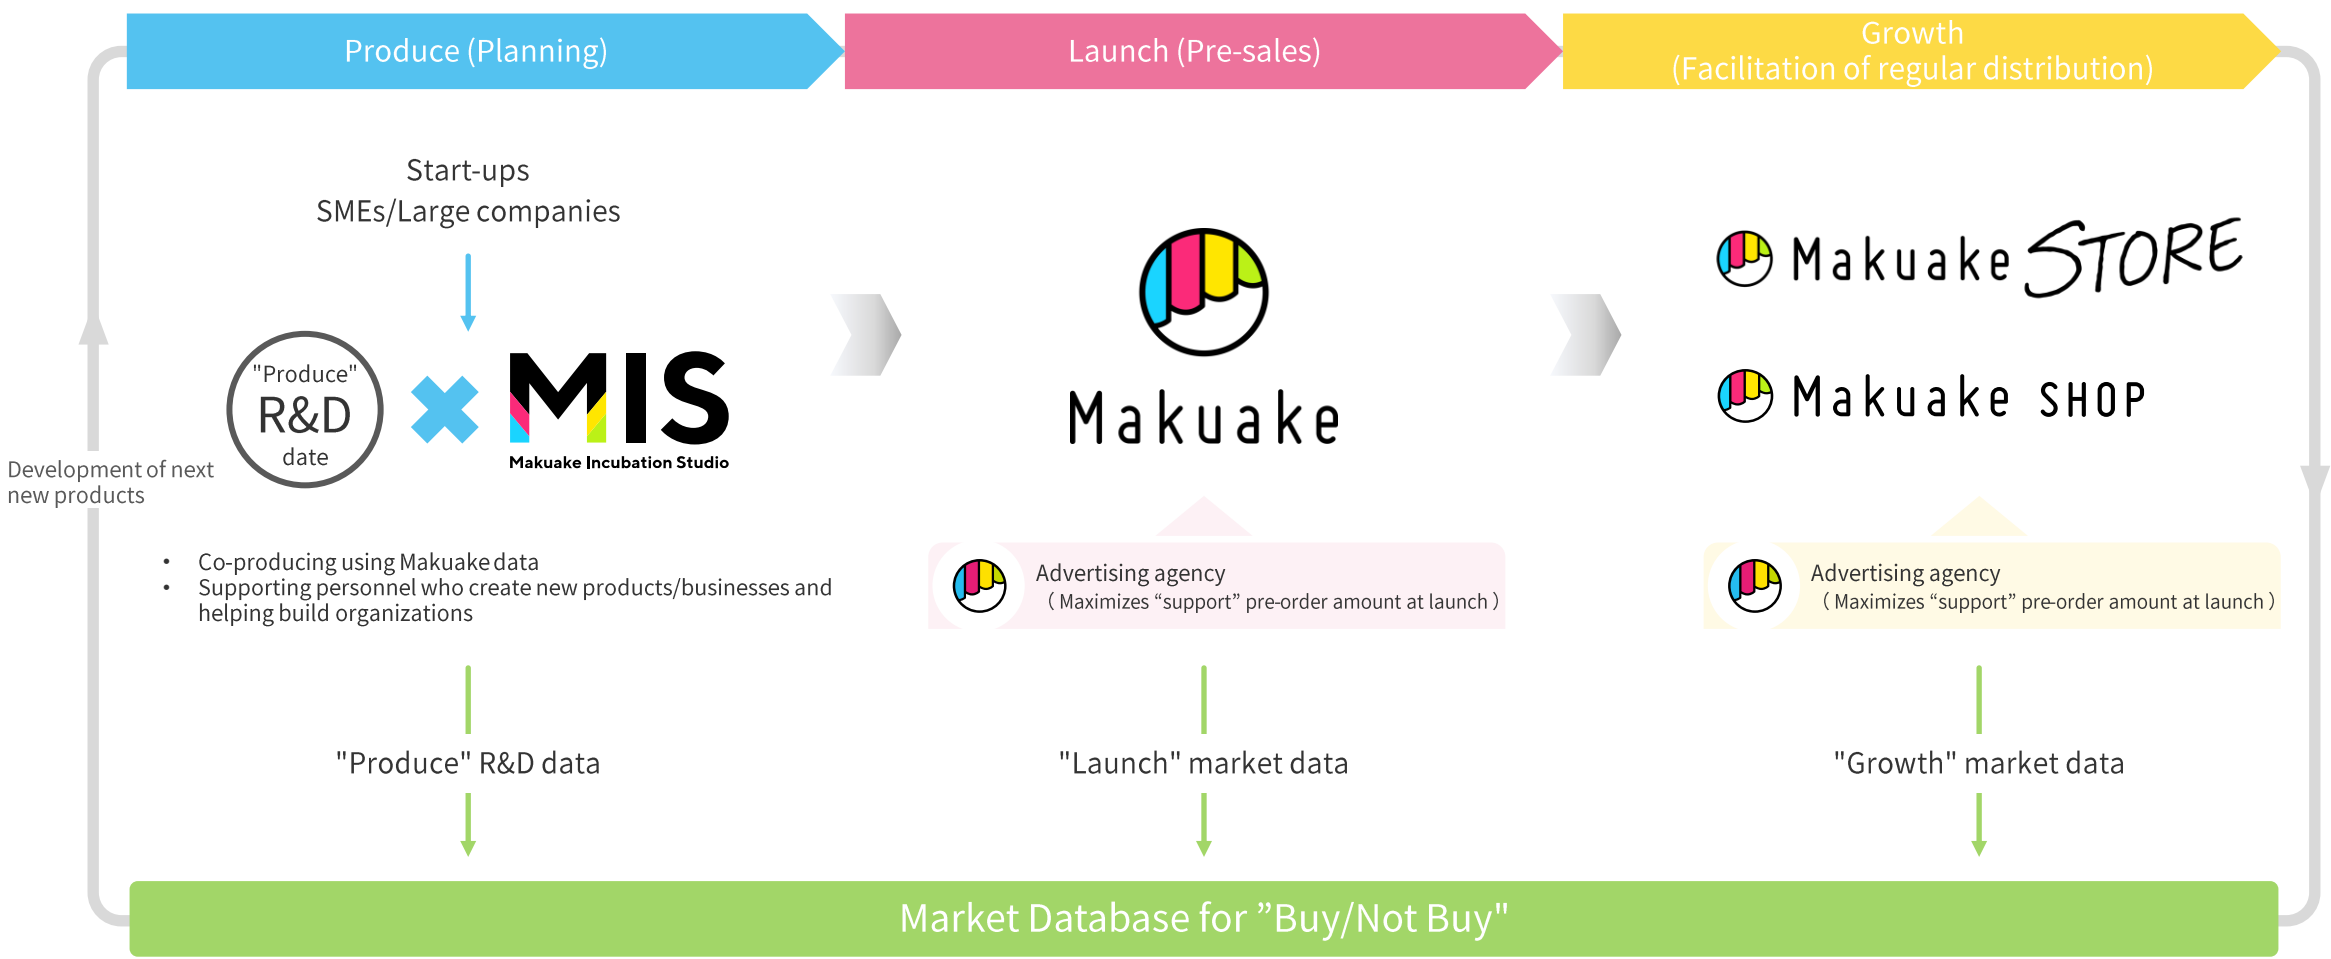 Produce (Planning)
Launch (Pre-sales)
Growth
(Facilitation of regular distribution)
Start-ups
SMEs/Large companies
"Produce"
R&D
date
MIS
Makuake Incubation Studio
Development of next
new products
• Co-producing using Makuake data
• Supporting personnel who create new products/businesses and
helping build organizations
Makuake
Advertising agency
( Maximizes “support” pre-order amount at launch )
Makuake STORE
Makuake SHOP
Advertising agency
( Maximizes “support” pre-order amount at launch )
"Produce" R&D data
"Launch" market data
"Growth" market data
Market Database for ”Buy/Not Buy"